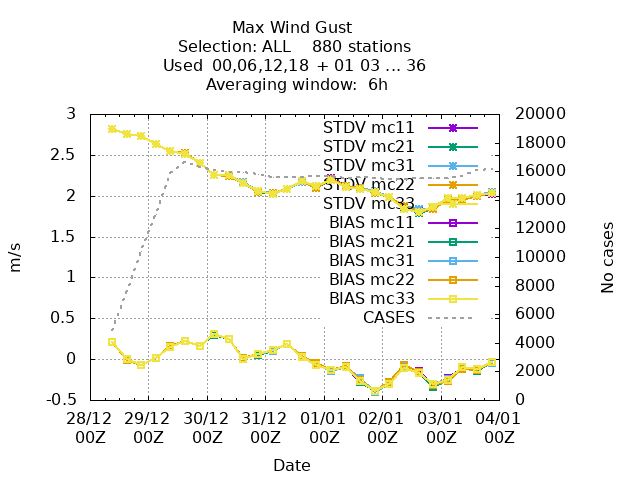 Max Wind Gust
Selection: ALL    880 stations
Used  00,06,12,18 + 01 03 ... 36
Averaging window:  6h
3
2.5
2
1.5
1
0.5
0
-0.5
m/s
20000
18000
16000
14000
12000
10000
8000
6000
4000
2000
0
No cases
STDV mc11
STDV mc21
STDV mc31
STDV mc22
STDV mc33
BIAS mc11
BIAS mc21
BIAS mc31
BIAS mc22
BIAS mc33
CASES
28/12 29/12 30/12 31/12 01/01 02/01 03/01 04/01
00Z 00Z 00Z 00Z 00Z 00Z 00Z 00Z
Date